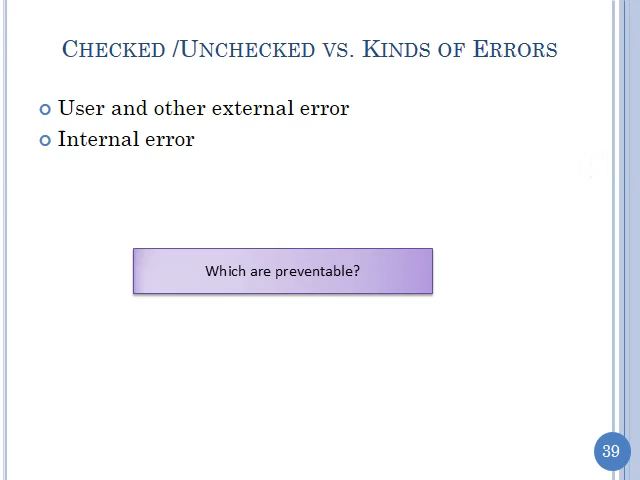 CHECKED /UNCHECKED VS. KINDS OF ERRORS
User and other external error
Internal error
Which are preventable?
39